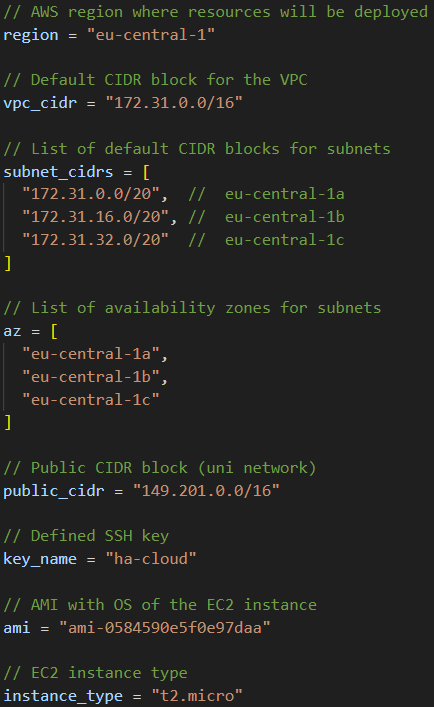 // AWS region where resources will be deployed
region = "eu-central-1"
// Default CIDR block for the VPC
vpc_cidr = "172.31.0.0/16"
// List of default CIDR blocks for subnets
subnet_cidrs = [
"172.31.0.0/20",  //  eu-central-1a
"172.31.16.0/20", //  eu-central-1b
"172.31.32.0/20"  //  eu-central-1c
]
// List of availability zones for subnets
az = [
"eu-central-1a",
"eu-central-1b",
"eu-central-1c"
]
// Public CIDR block (uni network)
public_cidr = "149.201.0.0/16"
// Defined SSH key
key_name = "ha-cloud"
// AMI with OS of the EC2 instance
ami = "ami-0584590e5f0e97daa"
// EC2 instance type
instance_type = "t2.micro"